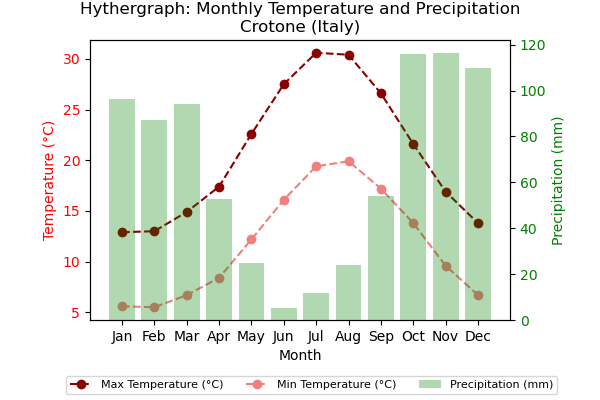 Hythergraph: Monthly Temperature and Precipitation
Crotone (Italy)
Temperature (°C)
30
25
20
15
10
5
120
100
80
60
40
20
0
Precipitation (mm)
Jan Feb Mar Apr May Jun Jul Aug Sep Oct Nov Dec
Month
Max Temperature (°C) Min Temperature (°C) Precipitation (mm)